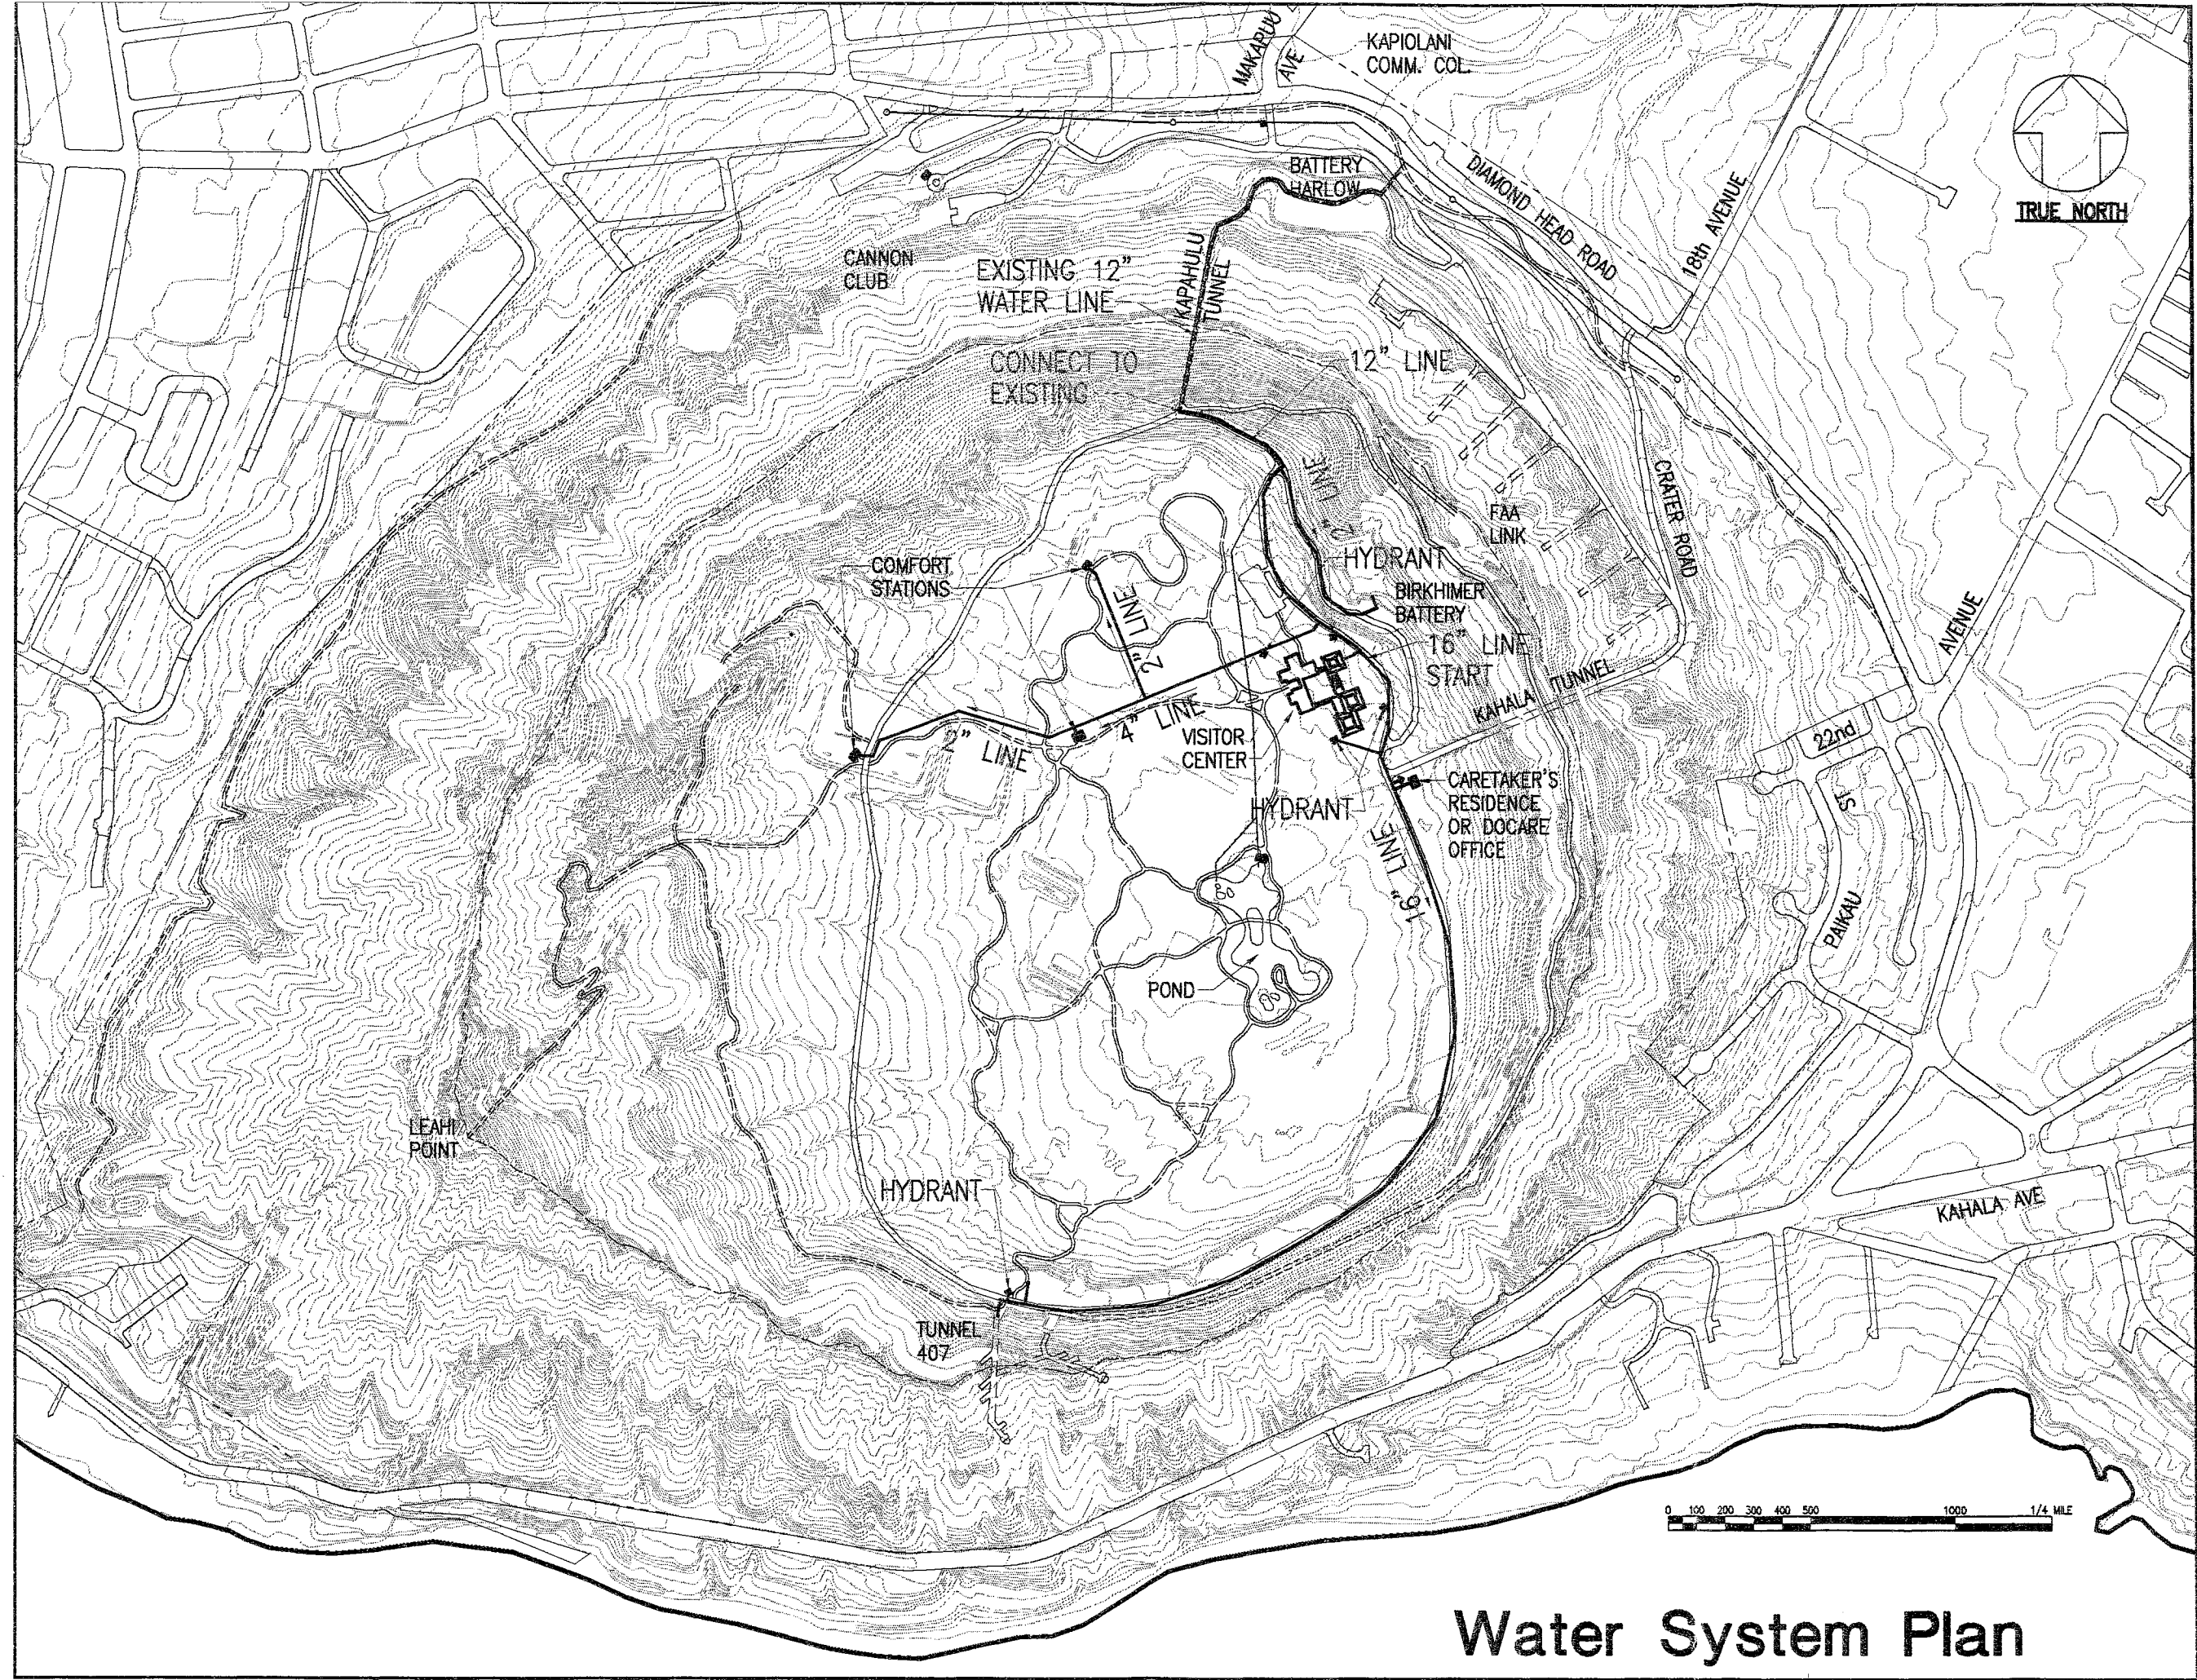 MAKAPUU
AVE
KAPIOLANI
COMM. COL.
TRUE NORTH
BATTERY
HARLOW
DIAMOND HEAD ROAD
18th AVENUE
CANNON
CLUB
EXISTING 12"
WATER LINE
KAPAHULU
TUNNEL
CONNECT TO
EXISTING
12" LINE
2" LINE
CRATER ROAD
FAA
LINK
HYDRANT
COMFORT
STATIONS
BIRKHIMER
BATTERY
2" LINE
16" LINE
START
AVENUE
KAHALA TUNNEL
4" LINE
2" LINE
VISITOR
CENTER
22nd
CARETAKER'S
RESIDENCE
OR DOCARE
OFFICE
HYDRANT
ST
16" LINE
PAIKAU
POND
LEAHI
POINT
HYDRANT
KAHALA AVE
TUNNEL
407
0 100 200 300 400 500 1000 1/4 MILE
Water System Plan